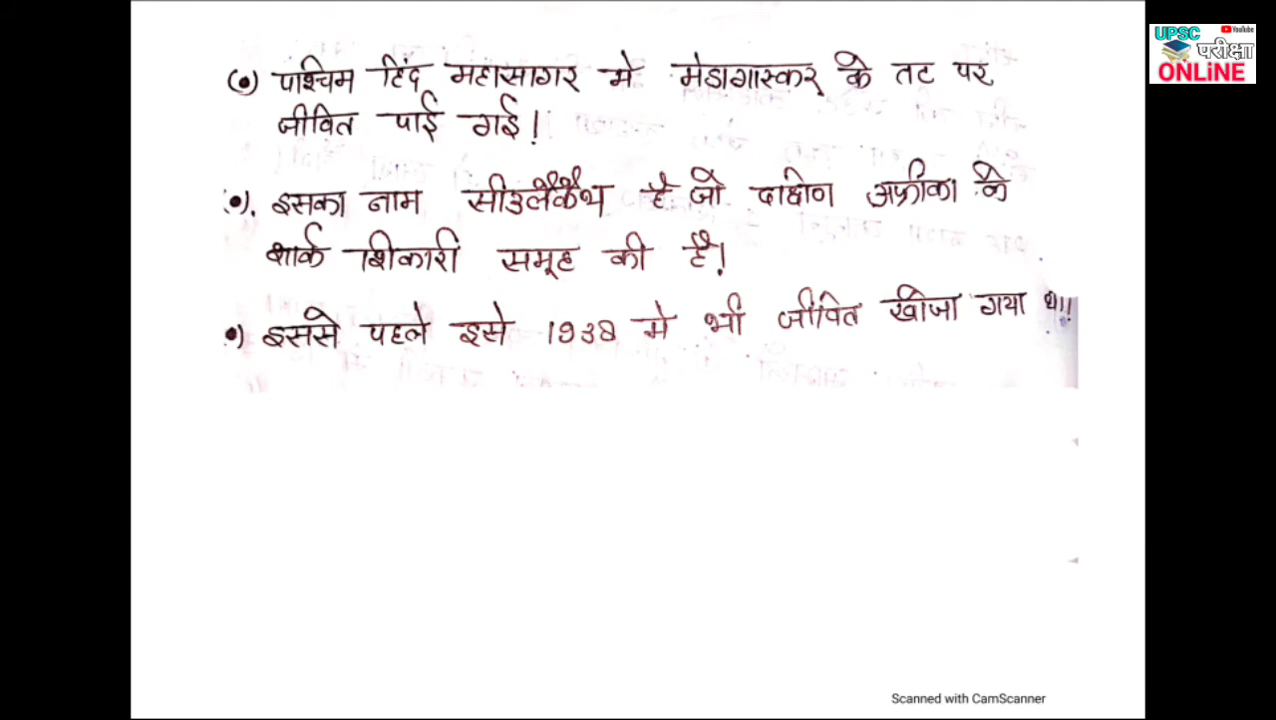 UPSC YouTube
परीक्षा
ONLiNE
(•) पश्चिम हिंद महासागर मे मेडागास्कर के तट पर
जीवित पाई गई!
•). इसका नाम सीउलैकैंथ है जो दक्षिण अफ्रीका के
शार्क शिकारी समूह की है!
•) इससे पहले इसे 1938 मे भी जीवित खोजा गया था!!
Scanned with CamScanner